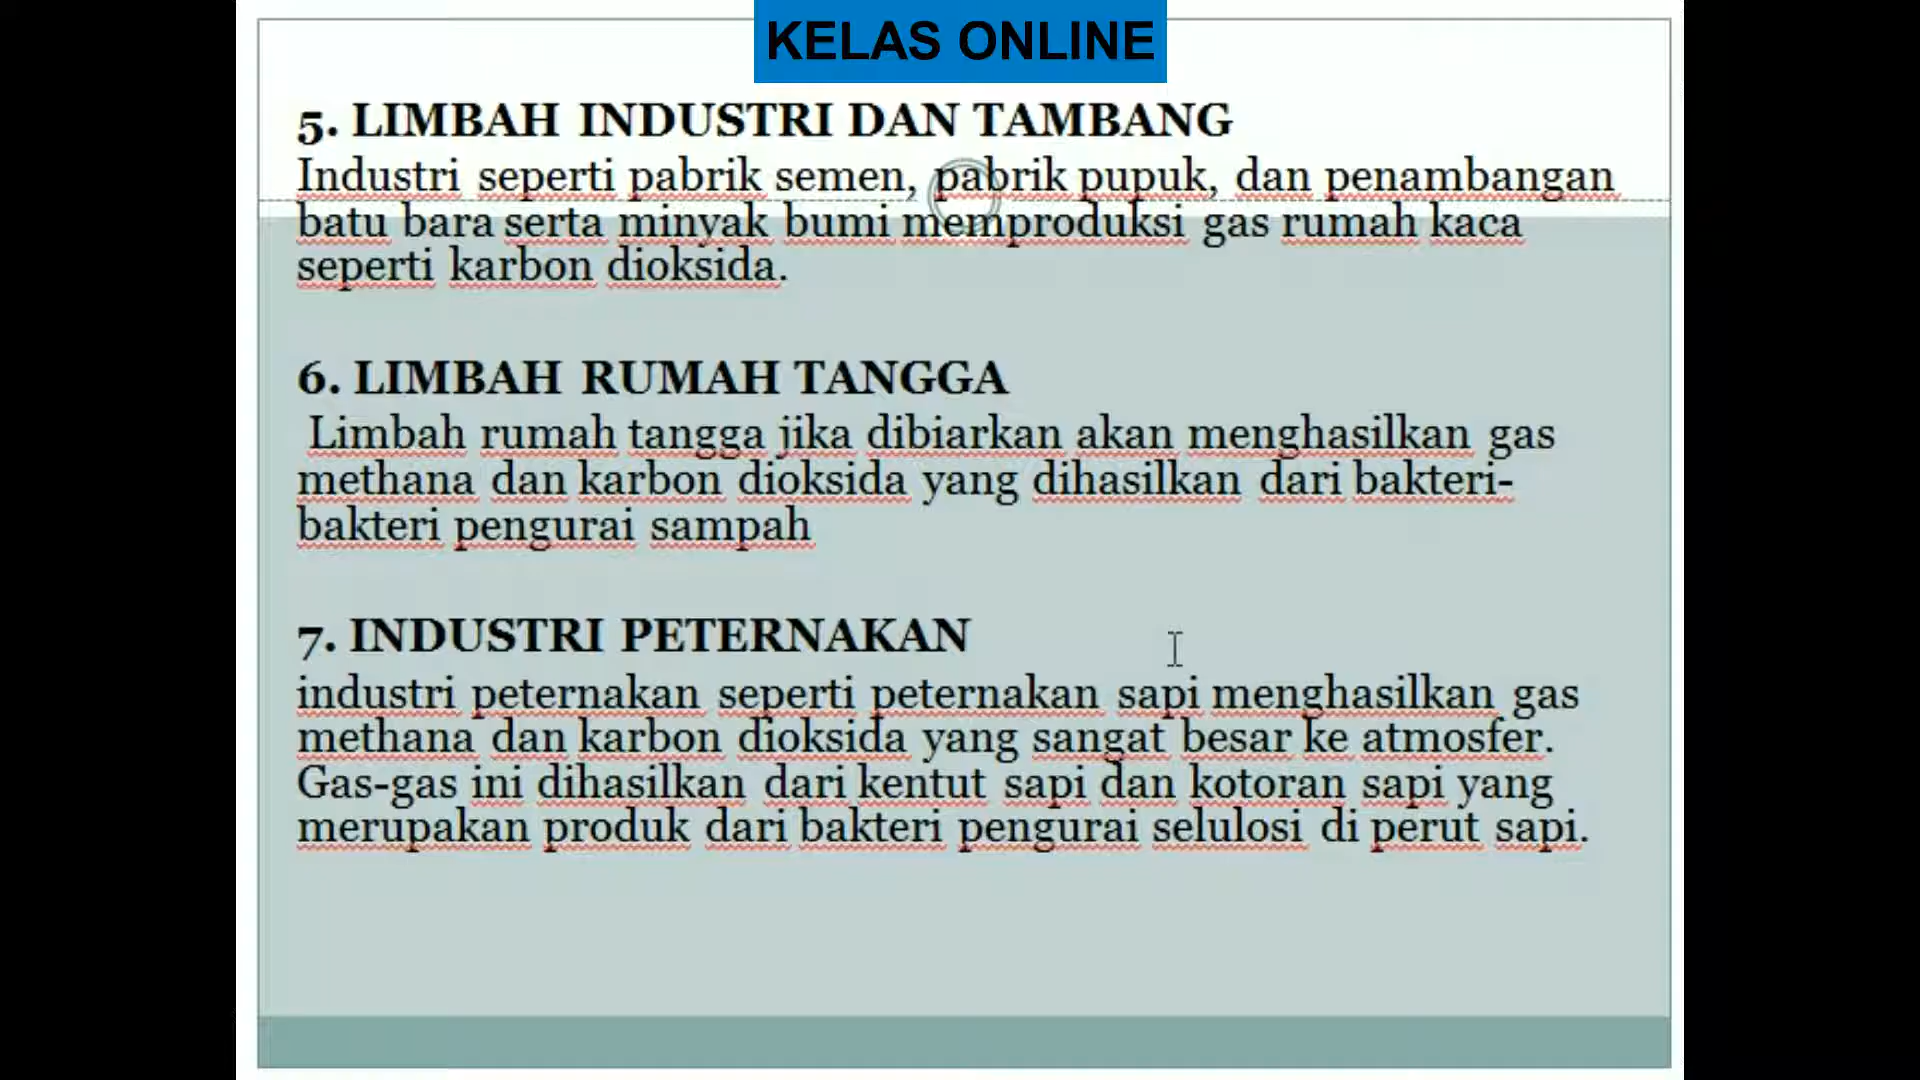 KELAS ONLINE
5. LIMBAH INDUSTRI DAN TAMBANG
Industri seperti pabrik semen, pabrik pupuk, dan penambangan
batu bara serta minyak bumi memproduksi gas rumah kaca
seperti karbon dioksida.
6. LIMBAH RUMAH TANGGA
Limbah rumah tangga jika dibiarkan akan menghasilkan gas
methana dan karbon dioksida yang dihasilkan dari bakteri-
bakteri pengurai sampah
7. INDUSTRI PETERNAKAN
industri peternakan seperti peternakan sapi menghasilkan gas
methana dan karbon dioksida yang sangat besar ke atmosfer.
Gas-gas ini dihasilkan dari kentut sapi dan kotoran sapi yang
merupakan produk dari bakteri pengurai selulosi di perut sapi.